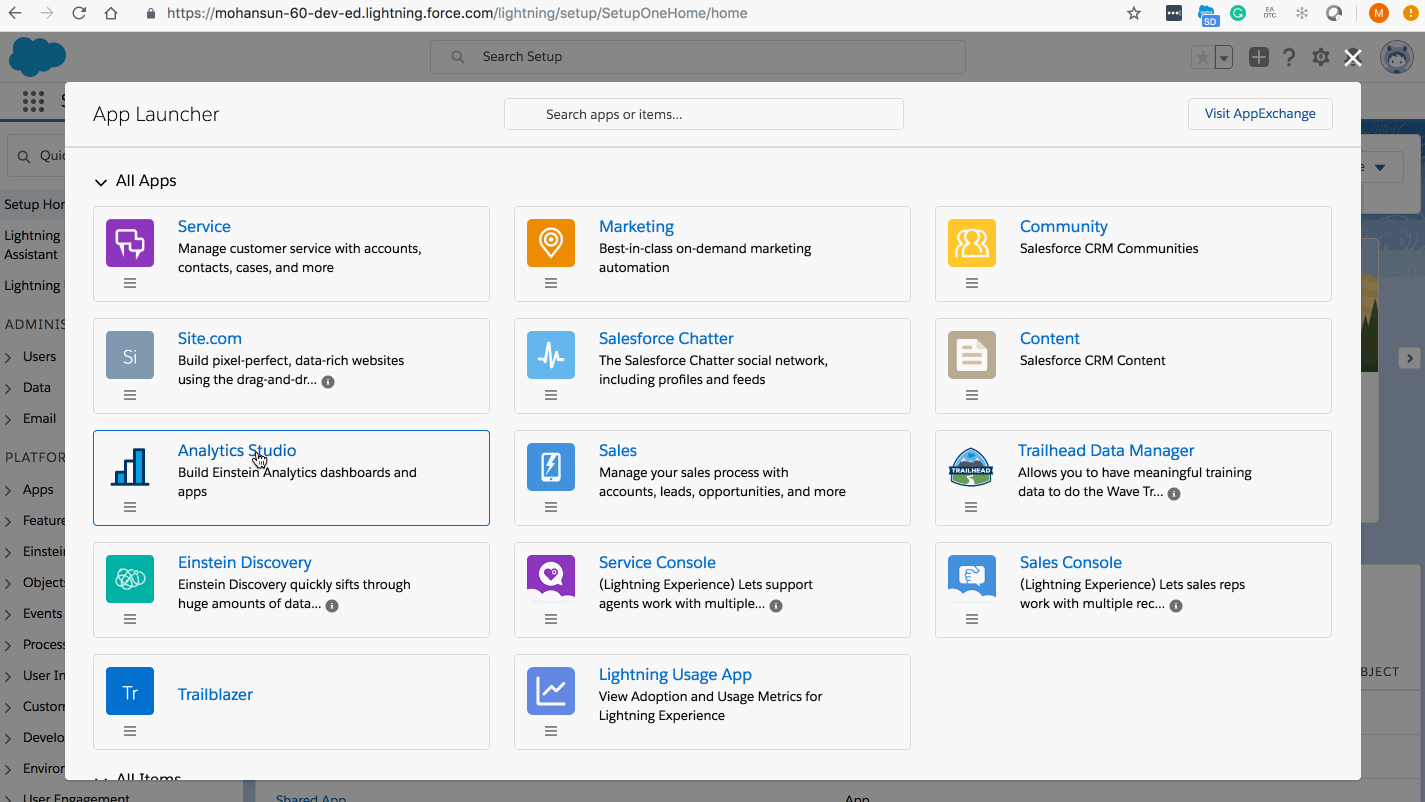 https://mohansun-60-dev-ed.lightning.force.com/lightning/setup/SetupOneHome/home
SD
EA
DTC
M
Search Setup
App Launcher
Search apps or items...
Visit AppExchange
All Apps
Service
Manage customer service with accounts,
contacts, cases, and more
Marketing
Best-in-class on-demand marketing
automation
Community
Salesforce CRM Communities
Si
Site.com
Build pixel-perfect, data-rich websites
using the drag-and-dr...
Salesforce Chatter
The Salesforce Chatter social network,
including profiles and feeds
Content
Salesforce CRM Content
Analytics Studio
Build Einstein Analytics dashboards and
apps
Sales
Manage your sales process with
accounts, leads, opportunities, and more
TRAILHEAD
Trailhead Data Manager
Allows you to have meaningful training
data to do the Wave Tr...
Einstein Discovery
Einstein Discovery quickly sifts through
huge amounts of data...
Service Console
(Lightning Experience) Lets support
agents work with multiple...
Sales Console
(Lightning Experience) Lets sales reps
work with multiple rec...
Tr
Trailblazer
Lightning Usage App
View Adoption and Usage Metrics for
Lightning Experience
All Items
Quic
Setup Hom
Lightning
Assistant
Lightning
ADMINIS
Users
Data
Email
PLATFOR
Apps
Feature
Einstei
Objects
Events
Process
User In
Custom
Develo
Enviror
User Engagement
BJECT
Shared App
App